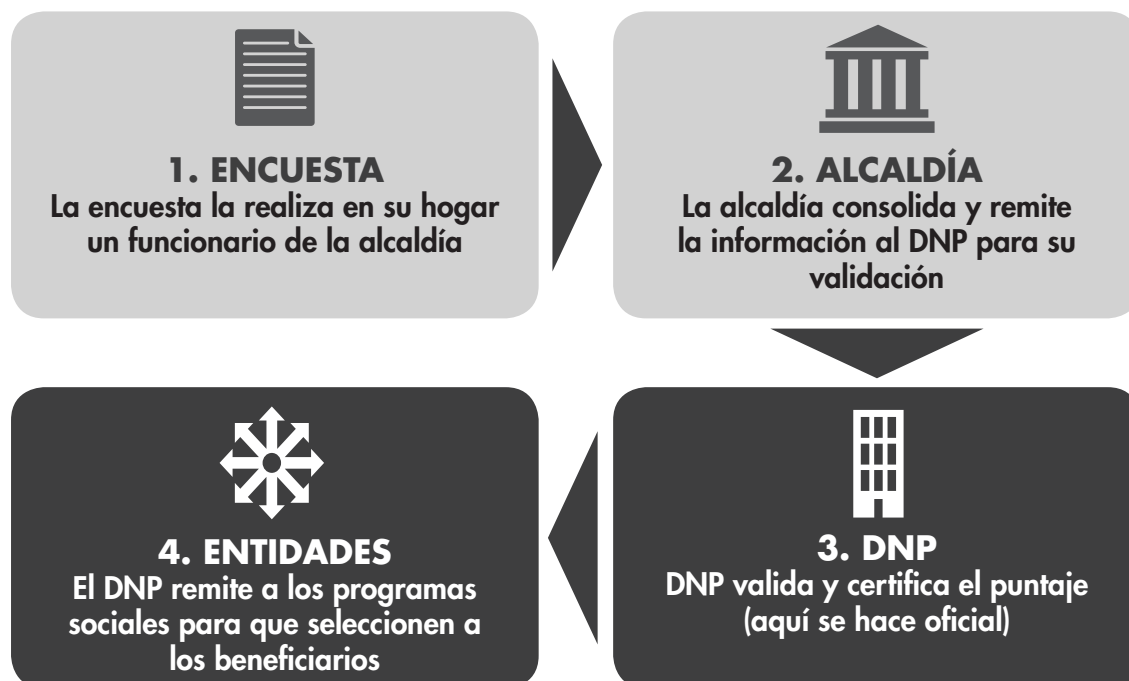 1. ENCUESTA
La encuesta la realiza en su hogar
un funcionario de la alcaldía
2. ALCALDÍA
La alcaldía consolida y remite
la información al DNP para su
validación
3. DNP
DNP valida y certifica el puntaje
(aquí se hace oficial)
4. ENTIDADES
El DNP remite a los programas
sociales para que seleccionen a
los beneficiarios